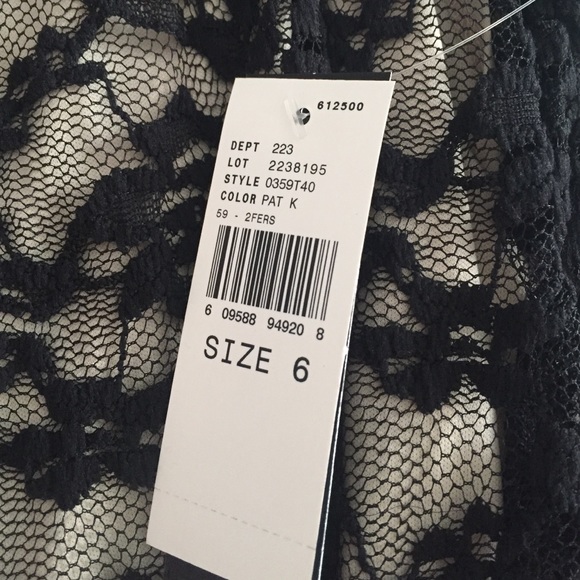 612500
DEPT 223
LOT 2238195
STYLE 0359T40
COLOR PAT K
59 - 2FERS
6 09588 94920 8
SIZE 6